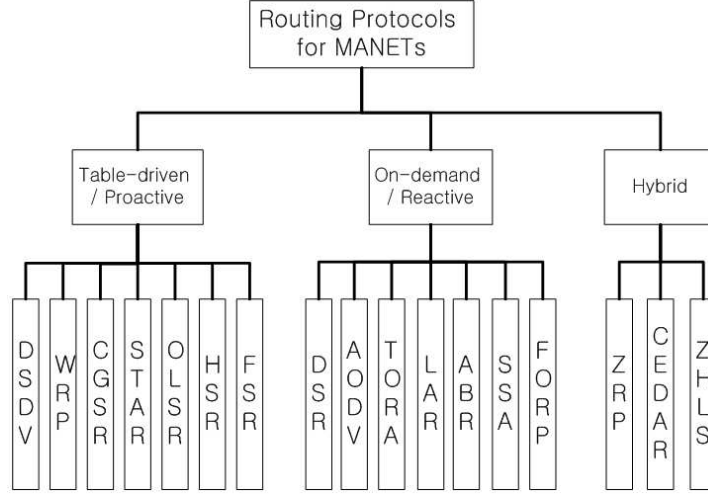 Routing Protocols
for MANETs
Table-driven
/ Proactive
On-demand
/ Reactive
Hybrid
DSDV
WRP
CGSR
STAR
OLSR
HSR
FSR
DSR
AODV
TORA
LAR
ABR
SSA
FORP
ZRP
CEDAR
ZHLS